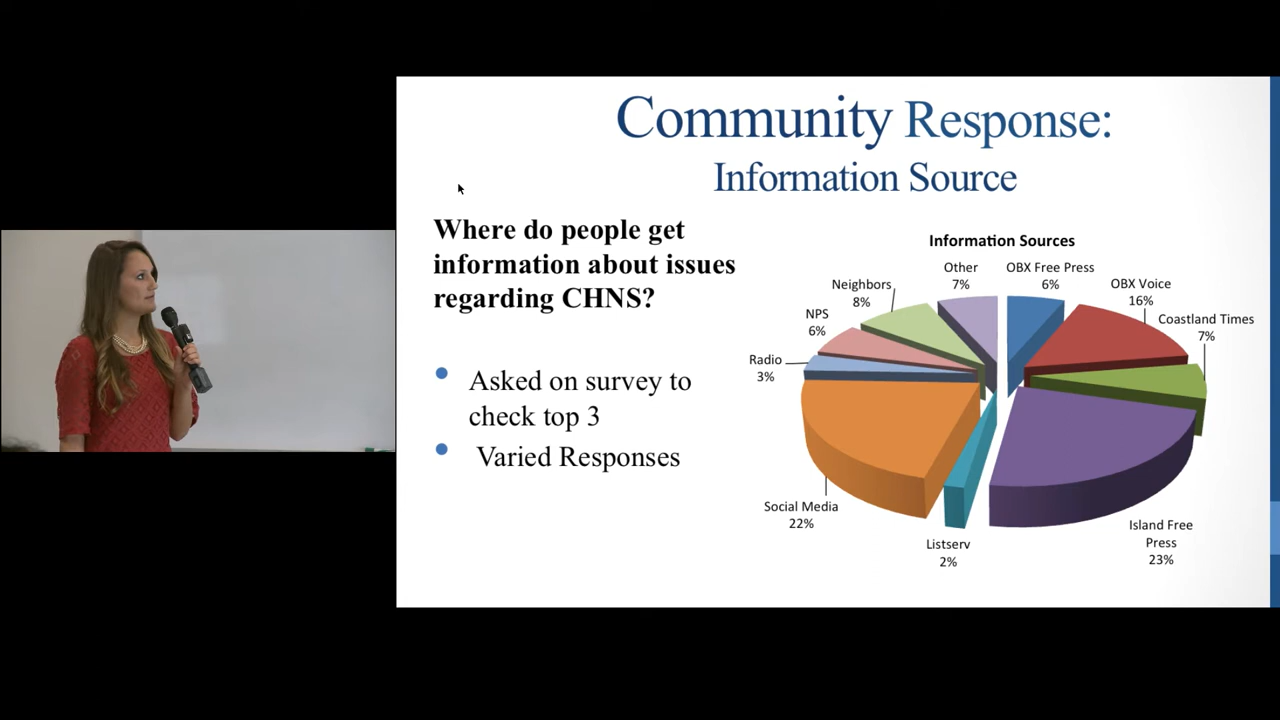 Community Response:
Information Source
Where do people get
information about issues
regarding CHNS?
Asked on survey to
check top 3
Varied Responses
Information Sources
Other
7%
OBX Free Press
6%
OBX Voice
16%
Coastland Times
7%
Island Free
Press
23%
Listserv
2%
Social Media
22%
Radio
3%
NPS
6%
Neighbors
8%